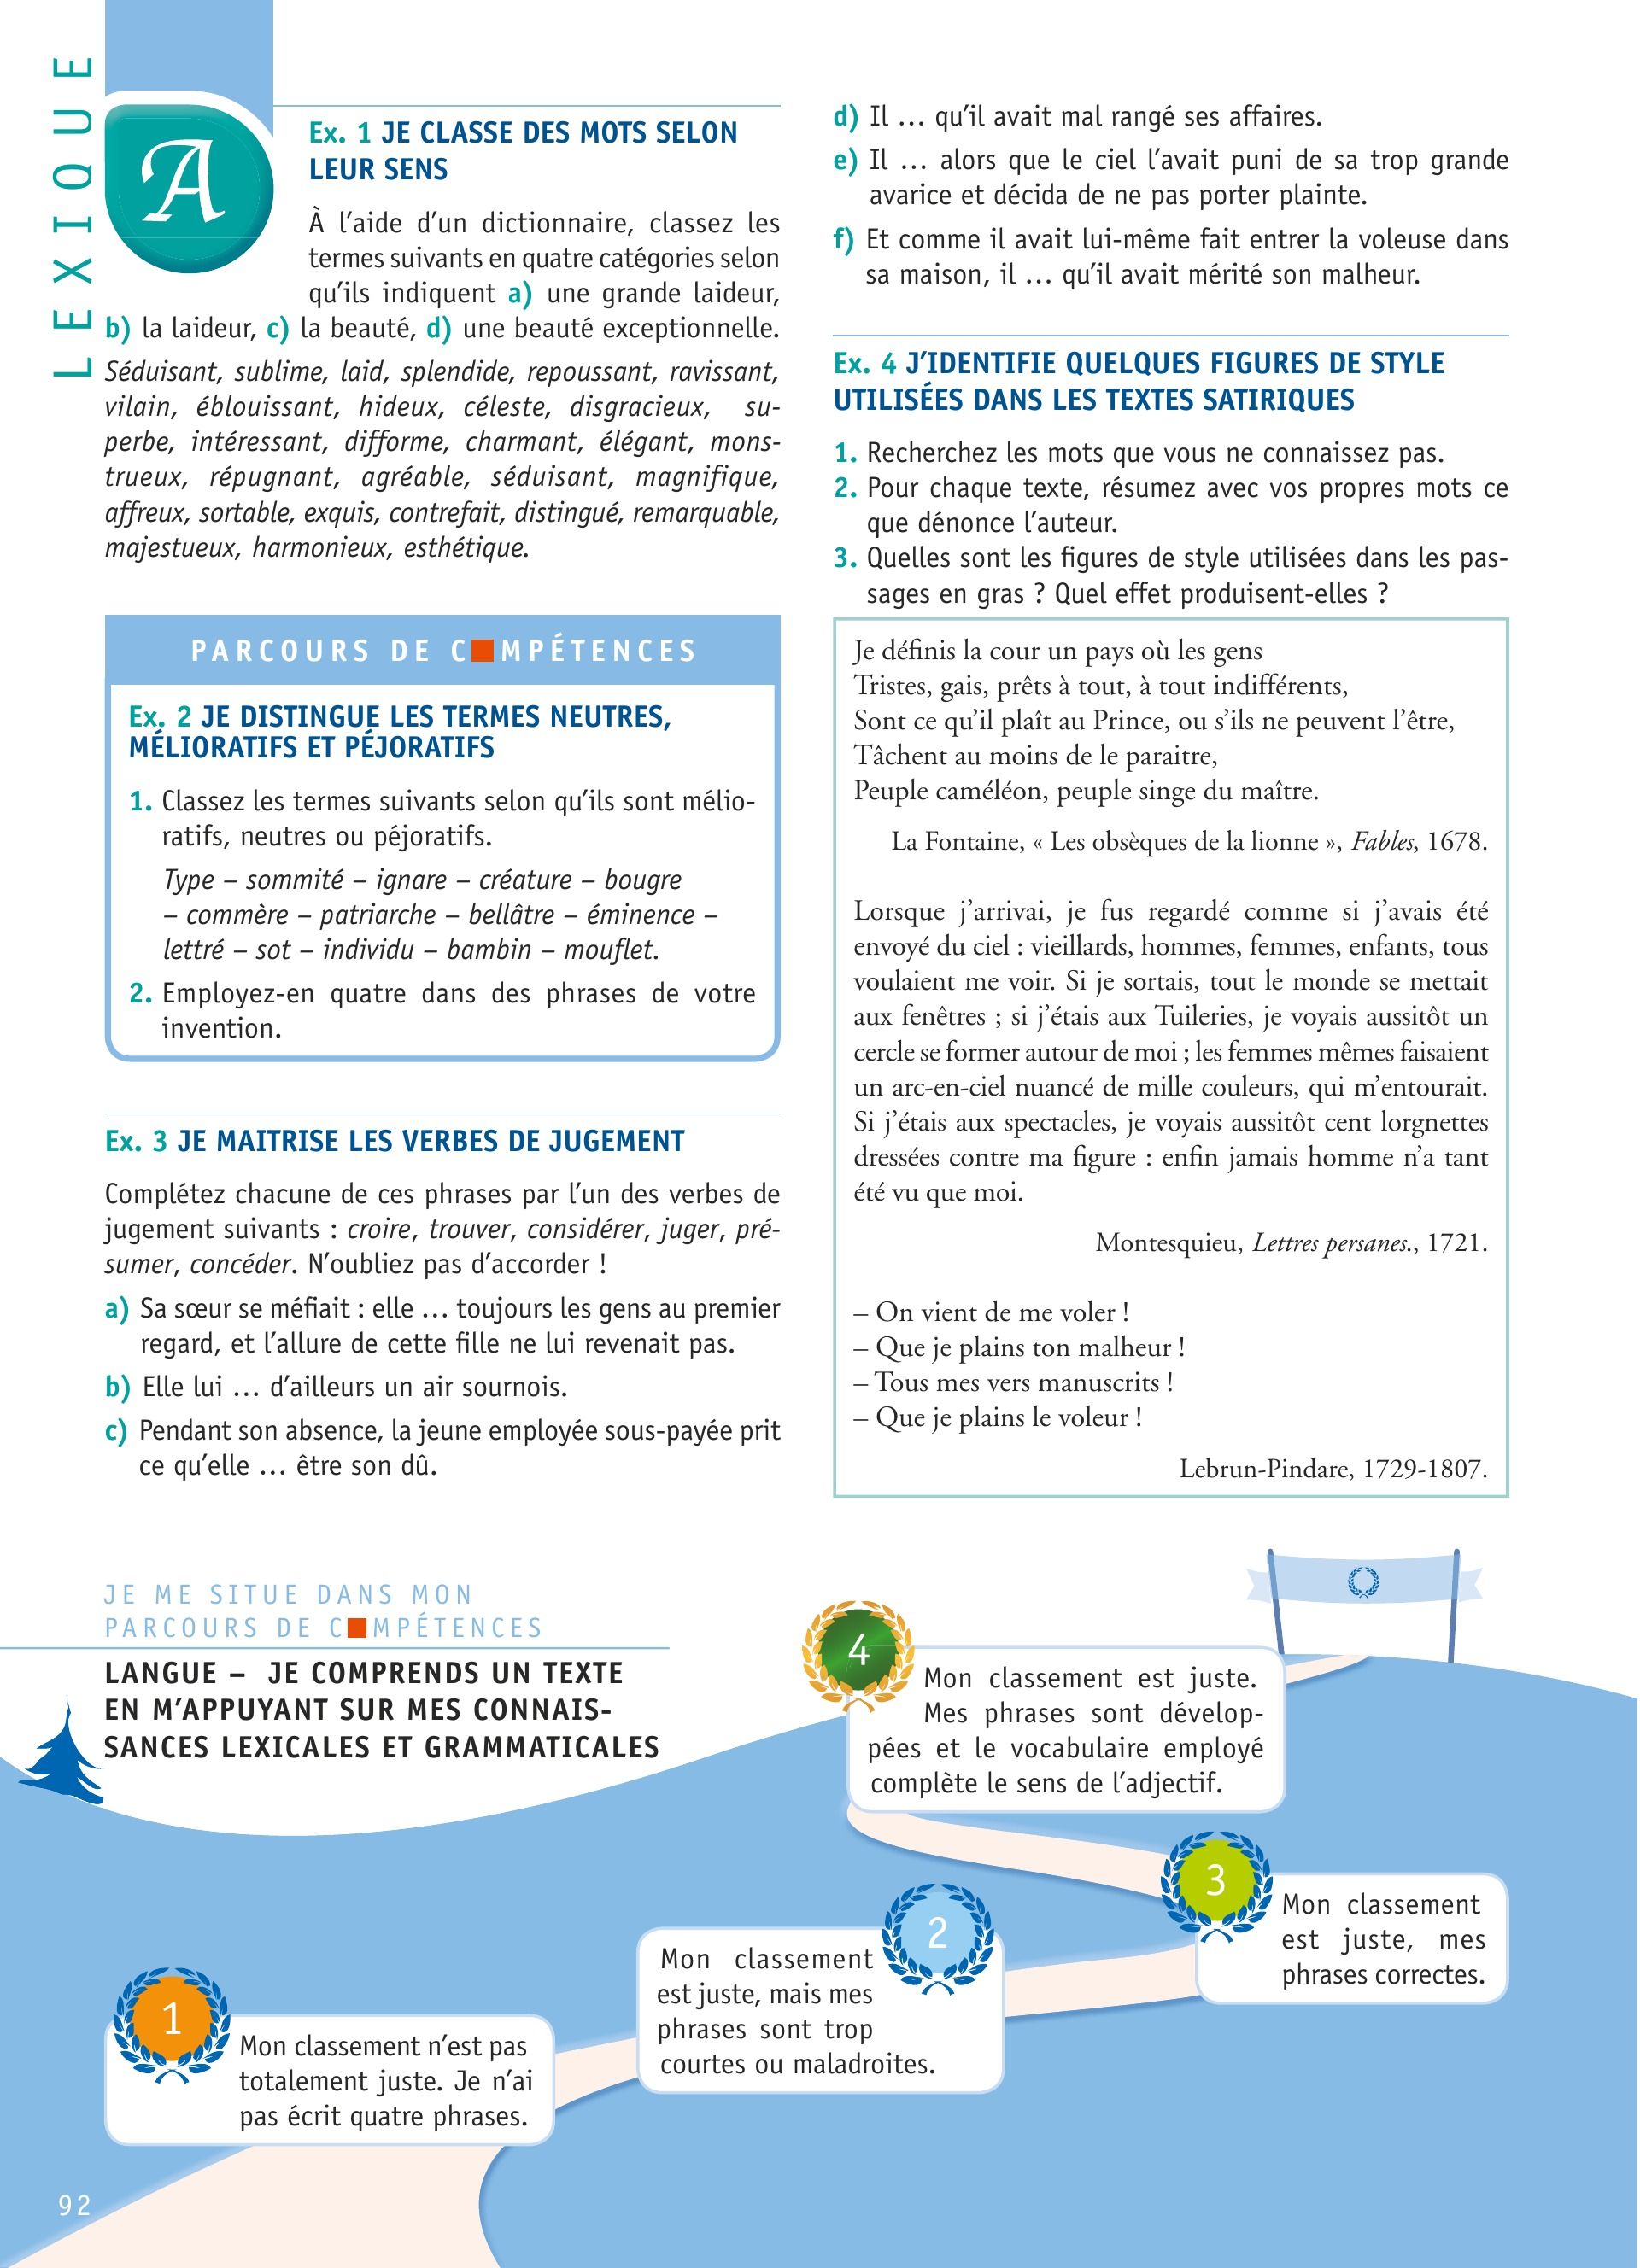 LEXIQUE
A
Ex. 1 JE CLASSE DES MOTS SELON
LEUR SENS
À l’aide d’un dictionnaire, classez les
termes suivants en quatre catégories selon
qu’ils indiquent a) une grande laideur,
b) la laideur, c) la beauté, d) une beauté exceptionnelle.
Séduisant, sublime, laid, splendide, repoussant, ravissant,
vilain, éblouissant, hideux, céleste, disgracieux, su-
perbe, intéressant, difforme, charmant, élégant, mons-
trueux, répugnant, agréable, séduisant, magnifique,
affreux, sortable, exquis, contrefait, distingué, remarquable,
majestueux, harmonieux, esthétique.
PARCOURS DE C■MPÉTENCES
Ex. 2 JE DISTINGUE LES TERMES NEUTRES,
MÉLIORATIFS ET PÉJORATIFS
1. Classez les termes suivants selon qu’ils sont mélio-
ratifs, neutres ou péjoratifs.
Type – sommité – ignare – créature – bougre
– commère – patriarche – bellâtre – éminence –
lettré – sot – individu – bambin – mouflet.
2. Employez-en quatre dans des phrases de votre
invention.
Ex. 3 JE MAITRISE LES VERBES DE JUGEMENT
Complétez chacune de ces phrases par l’un des verbes de
jugement suivants : croire, trouver, considérer, juger, pré-
sumer, concéder. N’oubliez pas d’accorder !
a) Sa sœur se méfiait : elle … toujours les gens au premier
regard, et l’allure de cette fille ne lui revenait pas.
b) Elle lui … d’ailleurs un air sournois.
c) Pendant son absence, la jeune employée sous-payée prit
ce qu’elle … être son dû.
d) Il … qu’il avait mal rangé ses affaires.
e) Il … alors que le ciel l’avait puni de sa trop grande
avarice et décida de ne pas porter plainte.
f) Et comme il avait lui-même fait entrer la voleuse dans
sa maison, il … qu’il avait mérité son malheur.
Ex. 4 J’IDENTIFIE QUELQUES FIGURES DE STYLE
UTILISÉES DANS LES TEXTES SATIRIQUES
1. Recherchez les mots que vous ne connaissez pas.
2. Pour chaque texte, résumez avec vos propres mots ce
que dénonce l’auteur.
3. Quelles sont les figures de style utilisées dans les pas-
sages en gras ? Quel effet produisent-elles ?
Je définis la cour un pays où les gens
Tristes, gais, prêts à tout, à tout indifférents,
Sont ce qu’il plaît au Prince, ou s’ils ne peuvent l’être,
Tâchent au moins de le paraitre,
Peuple caméléon, peuple singe du maître.
La Fontaine, « Les obsèques de la lionne », Fables, 1678.
Lorsque j’arrivai, je fus regardé comme si j’avais été
envoyé du ciel : vieillards, hommes, femmes, enfants, tous
voulaient me voir. Si je sortais, tout le monde se mettait
aux fenêtres ; si j’étais aux Tuileries, je voyais aussitôt un
cercle se former autour de moi ; les femmes mêmes faisaient
un arc-en-ciel nuancé de mille couleurs, qui m’entourait.
Si j’étais aux spectacles, je voyais aussitôt cent lorgnettes
dressées contre ma figure : enfin jamais homme n’a tant
été vu que moi.
Montesquieu, Lettres persanes., 1721.
– On vient de me voler !
– Que je plains ton malheur !
– Tous mes vers manuscrits !
– Que je plains le voleur !
Lebrun-Pindare, 1729-1807.
JE ME SITUE DANS MON
PARCOURS DE C■MPÉTENCES
LANGUE – JE COMPRENDS UN TEXTE
EN M’APPUYANT SUR MES CONNAIS-
SANCES LEXICALES ET GRAMMATICALES
4
Mon classement est juste.
Mes phrases sont dévelop-
pées et le vocabulaire employé
complète le sens de l’adjectif.
3
Mon classement
est juste, mes
phrases correctes.
2
Mon classement
est juste, mais mes
phrases sont trop
courtes ou maladroites.
1
Mon classement n’est pas
totalement juste. Je n’ai
pas écrit quatre phrases.
92